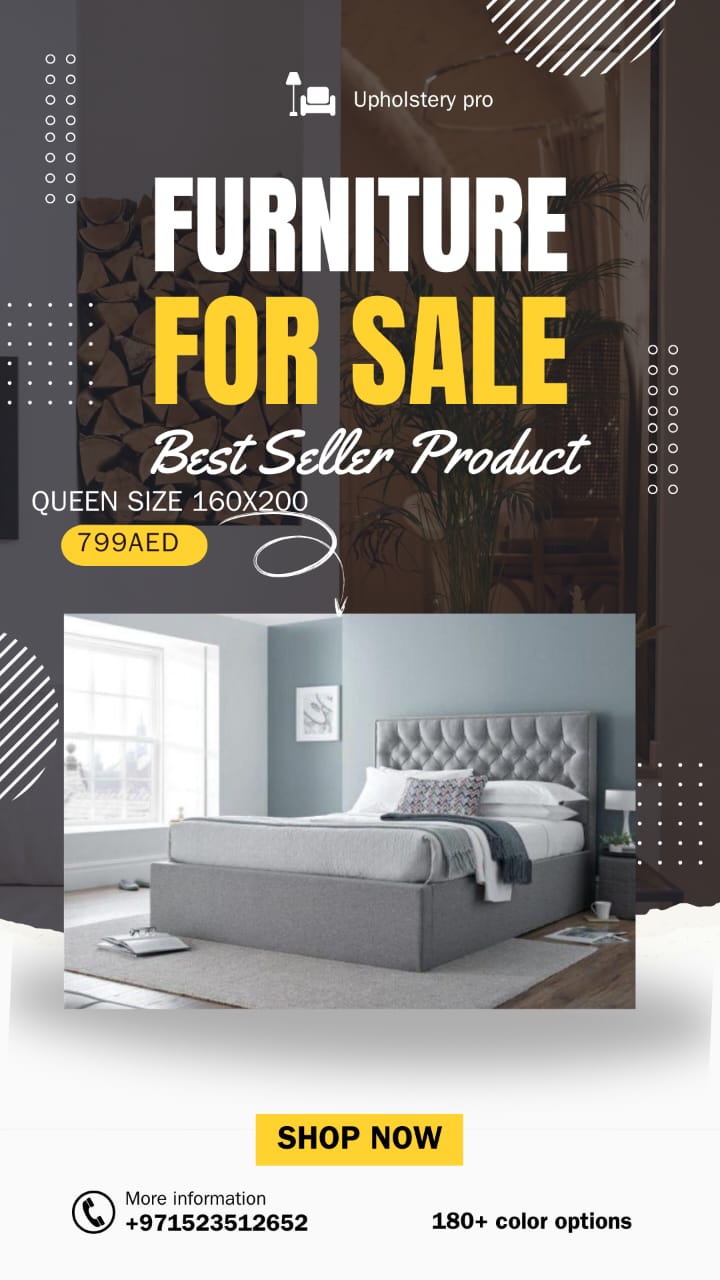 Upholstery pro
FURNITURE
FOR SALE
Best Seller Product
QUEEN SIZE 160X200
799AED
SHOP NOW
More information
+971523512652
180+ color options